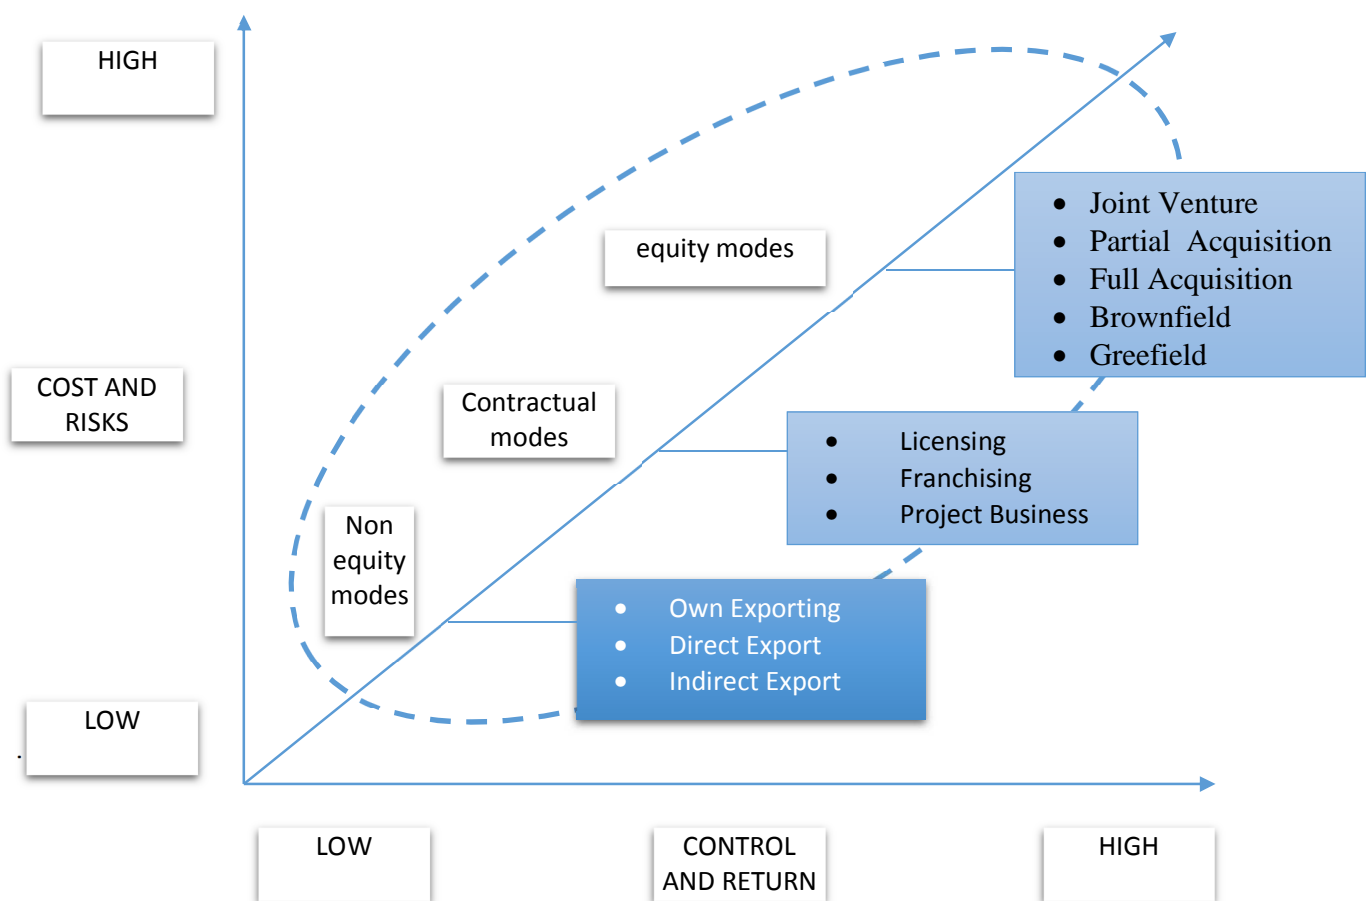 HIGH
equity modes
• Joint Venture
• Partial Acquisition
• Full Acquisition
• Brownfield
• Greefield
COST AND
RISKS
Contractual
modes
• Licensing
• Franchising
• Project Business
Non
equity
modes
• Own Exporting
• Direct Export
• Indirect Export
LOW
.
LOW
CONTROL
AND RETURN
HIGH